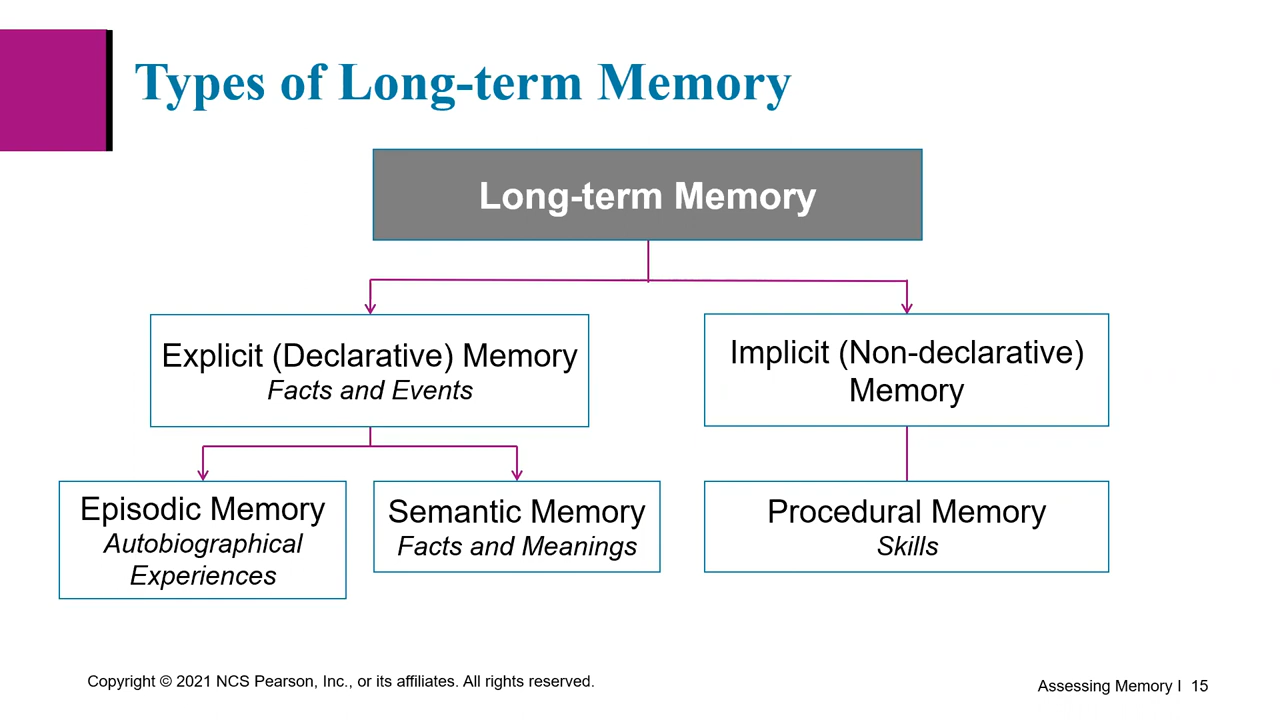 Types of Long-term Memory
Long-term Memory
Explicit (Declarative) Memory
Facts and Events
Implicit (Non-declarative)
Memory
Episodic Memory
Autobiographical
Experiences
Semantic Memory
Facts and Meanings
Procedural Memory
Skills
Copyright © 2021 NCS Pearson, Inc., or its affiliates. All rights reserved.
Assessing Memory I 15